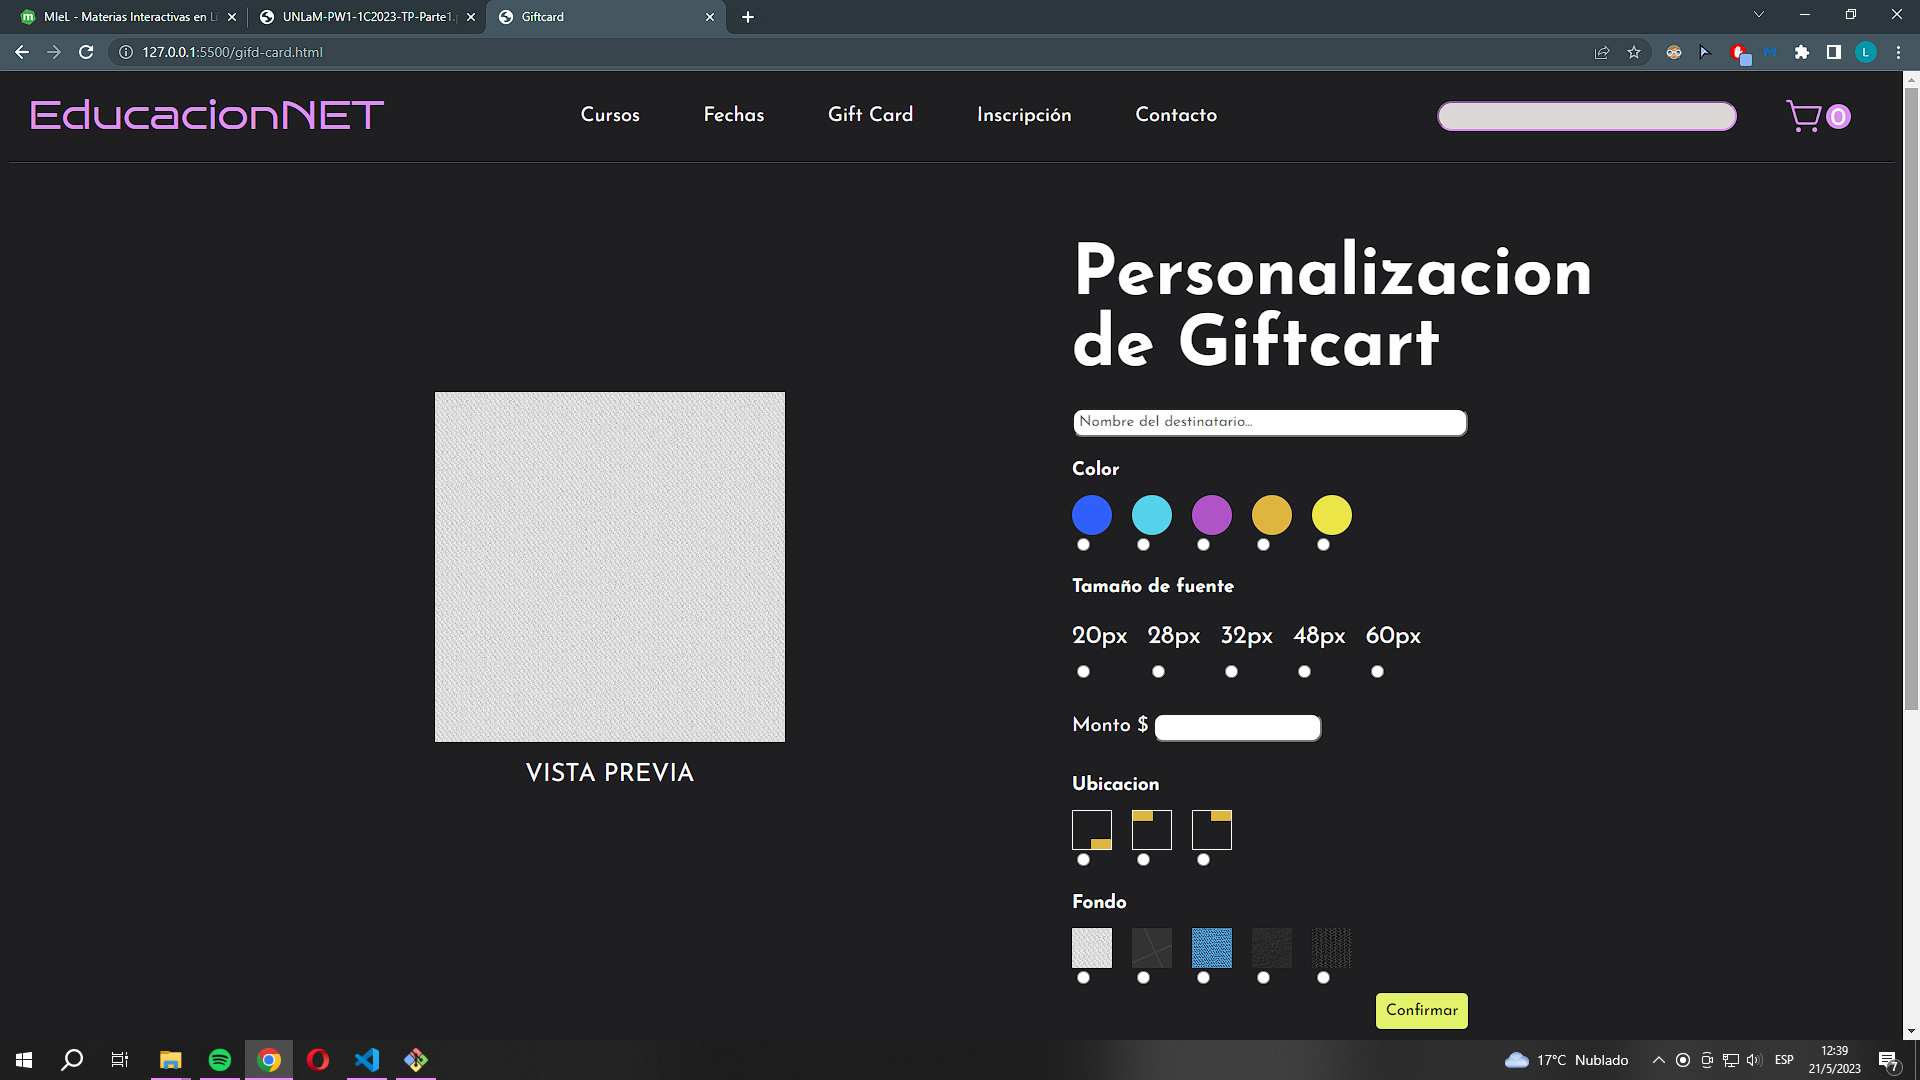 MIeL - Materias Interactivas en Lí
UNLaM-PW1-1C2023-TP-Parte1.
Giftcard
127.0.0.1:5500/gifd-card.html
L
EducacionNET
Cursos
Fechas
Gift Card
Inscripción
Contacto
0
Personalizacion
de Giftcart
Nombre del destinatario...
Color
Tamaño de fuente
20px 28px 32px 48px 60px
Monto $
Ubicacion
Fondo
Confirmar
VISTA PREVIA
17°C Nublado
ESP
12:39
21/5/2023
7